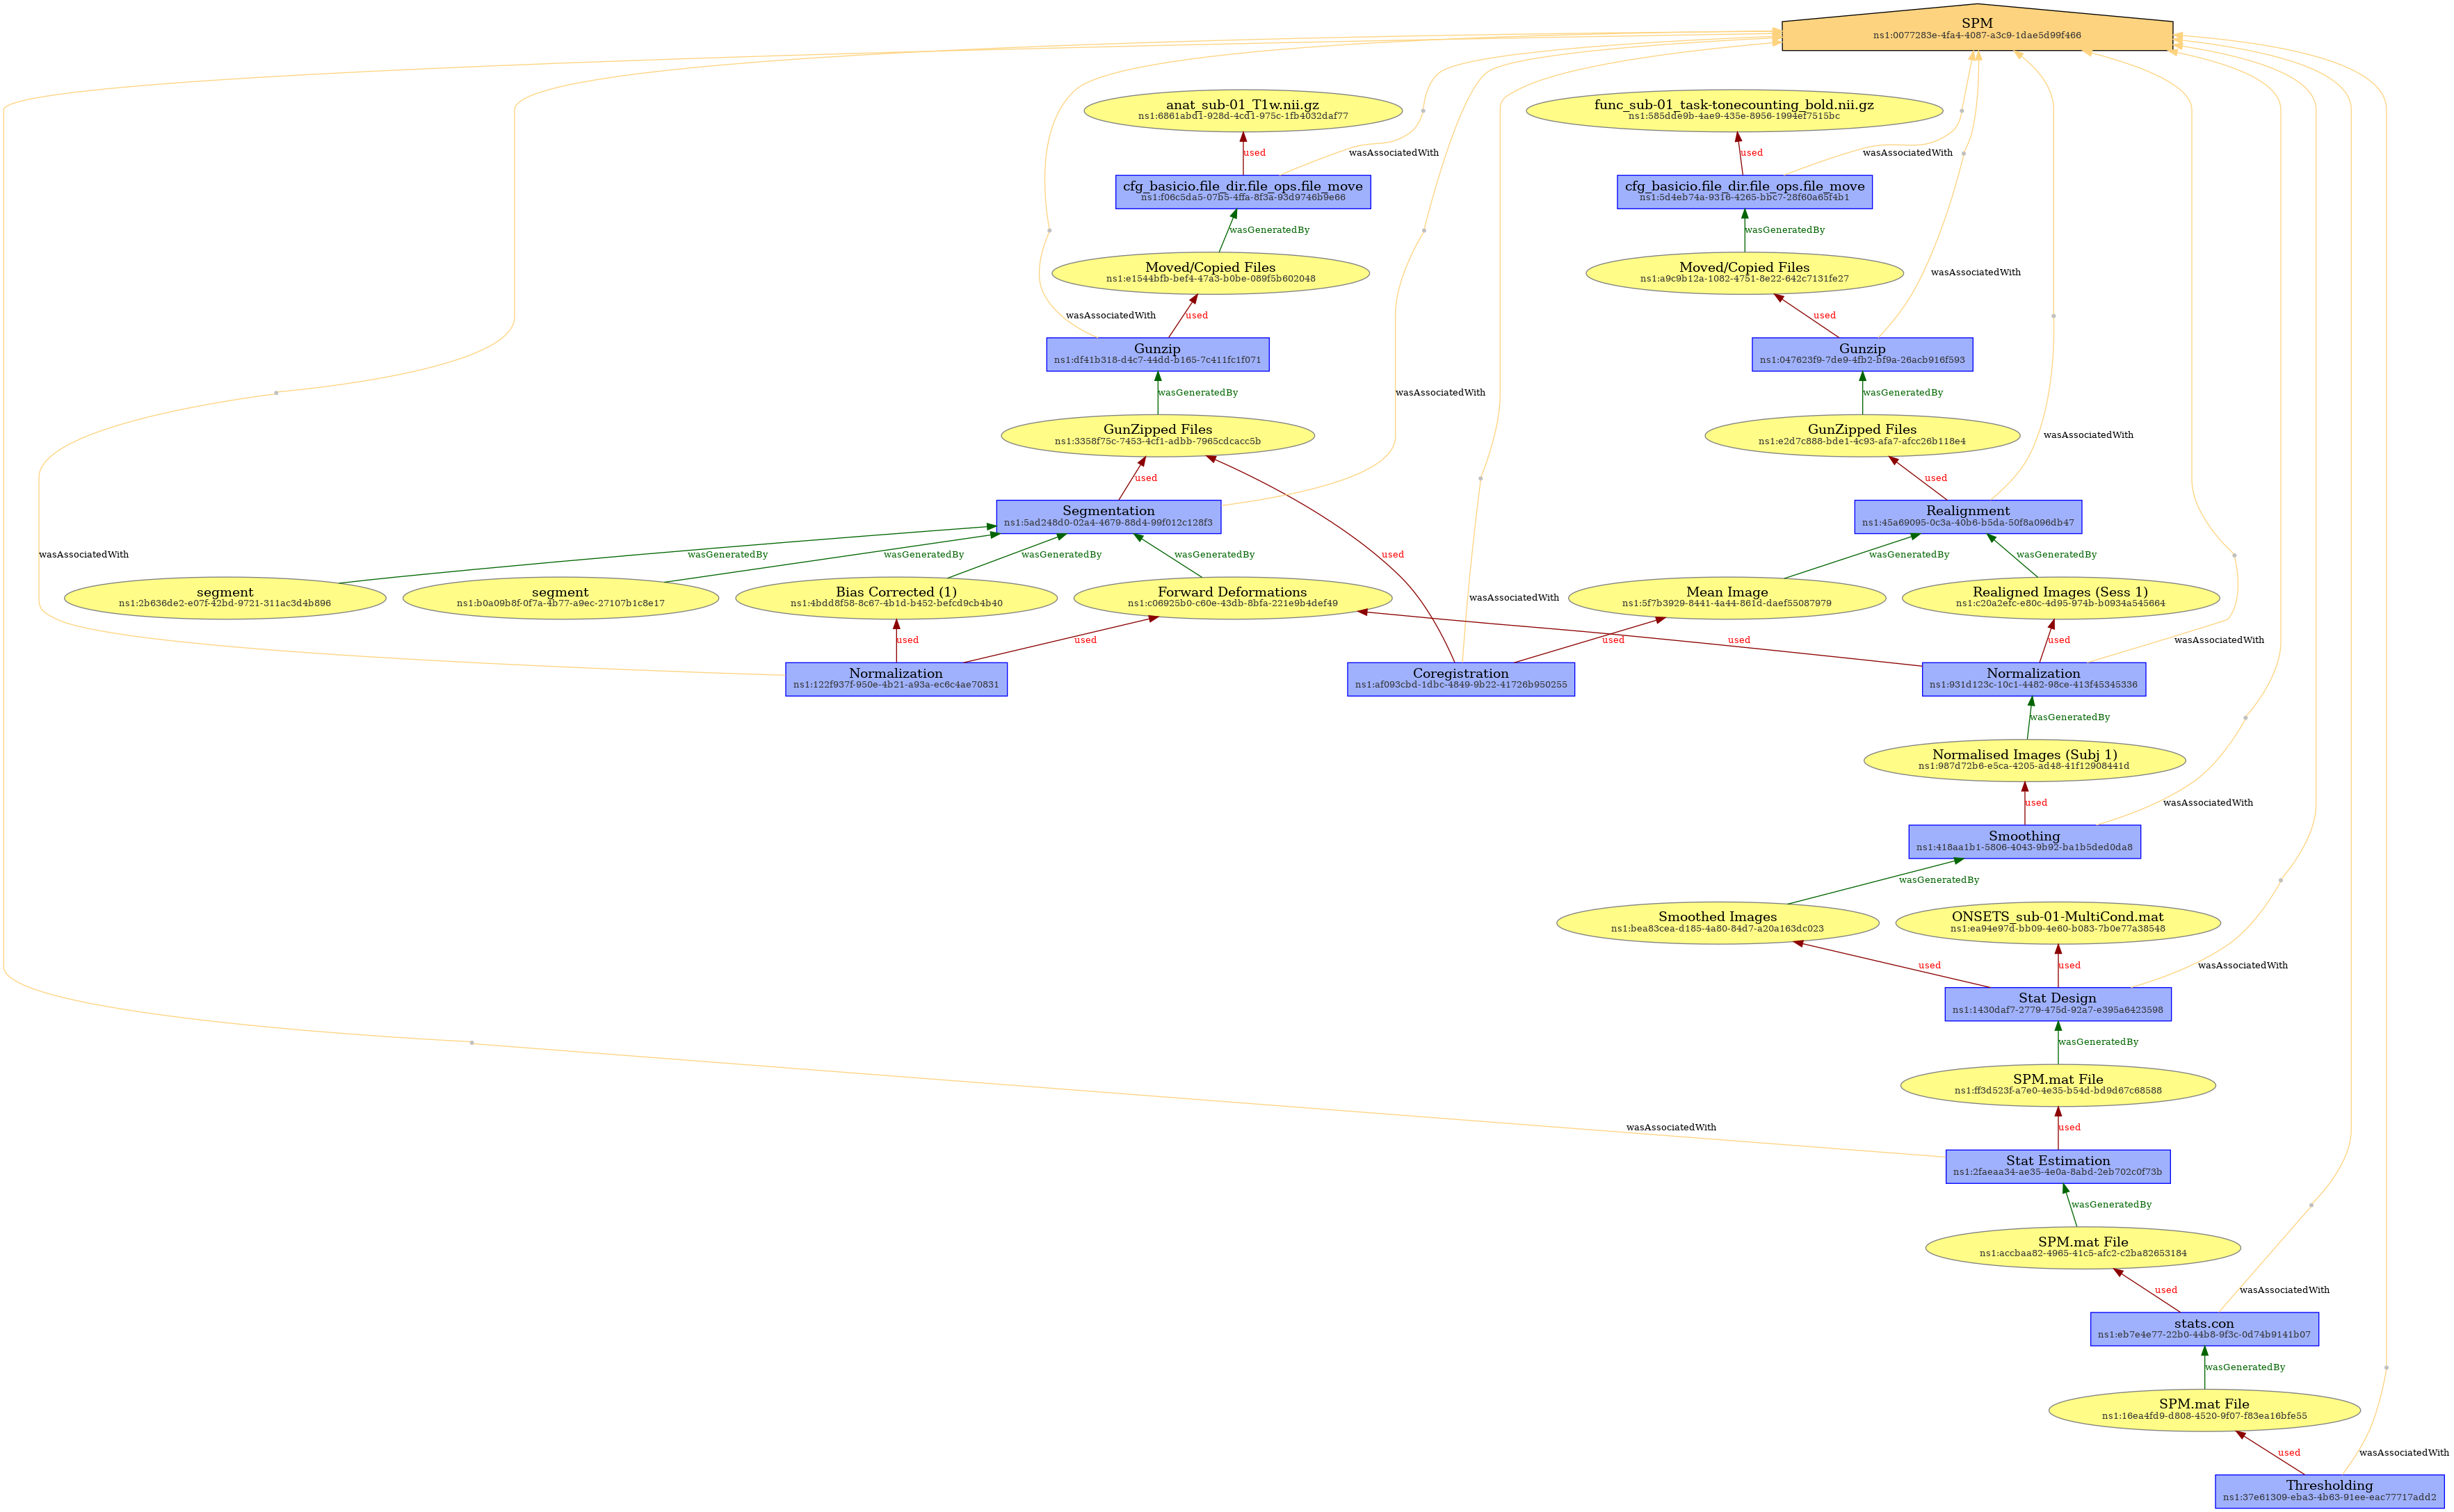 SPM
ns1:0077283e-4fa4-4087-a3c9-1dae5d99f466
anat_sub-01_T1w.nii.gz
ns1:6861abd1-928d-4cd1-975c-1fb4032daf77
func_sub-01_task-tonecounting_bold.nii.gz
ns1:585dde9b-4ae9-435e-8956-1994ef7515bc
used
wasAssociatedWith
used
wasAssociatedWith
cfg_basicio.file_dir.file_ops.file_move
ns1:f06c5da5-07b5-4ffa-8f3a-93d9746b9e66
cfg_basicio.file_dir.file_ops.file_move
ns1:5d4eb74a-9316-4265-bbc7-28f60a65f4b1
wasGeneratedBy
wasGeneratedBy
Moved/Copied Files
ns1:e1544bfb-bef4-47a3-b0be-089f5b602048
Moved/Copied Files
ns1:a9c9b12a-1082-4751-8e22-642c7131fe27
wasAssociatedWith
wasAssociatedWith
used
used
Gunzip
ns1:df41b318-d4c7-44dd-b165-7c411fc1f071
Gunzip
ns1:047623f9-7de9-4fb2-bf9a-26acb916f593
wasGeneratedBy
wasAssociatedWith
wasGeneratedBy
GunZipped Files
ns1:3358f75c-7453-4cf1-adbb-7965cdcacc5b
GunZipped Files
ns1:e2d7c888-bde1-4c93-afa7-afcc26b118e4
wasAssociatedWith
used
used
Segmentation
ns1:5ad248d0-02a4-4679-88d4-99f012c128f3
Realignment
ns1:45a69095-0c3a-40b6-b5da-50f8a096db47
wasAssociatedWith
wasGeneratedBy
wasGeneratedBy
wasGeneratedBy
wasGeneratedBy
used
wasGeneratedBy
wasGeneratedBy
segment
ns1:2b636de2-e07f-42bd-9721-311ac3d4b896
segment
ns1:b0a09b8f-0f7a-4b77-a9ec-27107b1c8e17
Bias Corrected (1)
ns1:4bdd8f58-8c67-4b1d-b452-befcd9cb4b40
Forward Deformations
ns1:c06925b0-c60e-43db-8bfa-221e9b4def49
wasAssociatedWith
Mean Image
ns1:5f7b3929-8441-4a44-861d-daef55087979
Realigned Images (Sess 1)
ns1:c20a2efc-e80c-4d95-974b-b0934a545664
used
used
used
used
used
wasAssociatedWith
Normalization
ns1:122f937f-950e-4b21-a93a-ec6c4ae70831
Coregistration
ns1:af093cbd-1dbc-4849-9b22-41726b950255
Normalization
ns1:931d123c-10c1-4482-98ce-413f45345336
wasGeneratedBy
Normalised Images (Subj 1)
ns1:987d72b6-e5ca-4205-ad48-41f12908441d
used
wasAssociatedWith
Smoothing
ns1:418aa1b1-5806-4043-9b92-ba1b5ded0da8
wasGeneratedBy
Smoothed Images
ns1:bea83cea-d185-4a80-84d7-a20a163dc023
ONSETS_sub-01-MultiCond.mat
ns1:ea94e97d-bb09-4e60-b083-7b0e77a38548
used
used
wasAssociatedWith
Stat Design
ns1:1430daf7-2779-475d-92a7-e395a6423598
wasGeneratedBy
SPM.mat File
ns1:ff3d523f-a7e0-4e35-b54d-bd9d67c68588
wasAssociatedWith
used
Stat Estimation
ns1:2faeaa34-ae35-4e0a-8abd-2eb702c0f73b
wasGeneratedBy
SPM.mat File
ns1:accbaa82-4965-41c5-afc2-c2ba82653184
used
wasAssociatedWith
stats.con
ns1:eb7e4e77-22b0-44b8-9f3c-0d74b9141b07
wasGeneratedBy
SPM.mat File
ns1:16ea4fd9-d808-4520-9f07-f83ea16bfe55
used
wasAssociatedWith
Thresholding
ns1:37e61309-eba3-4b63-91ee-eac77717add2